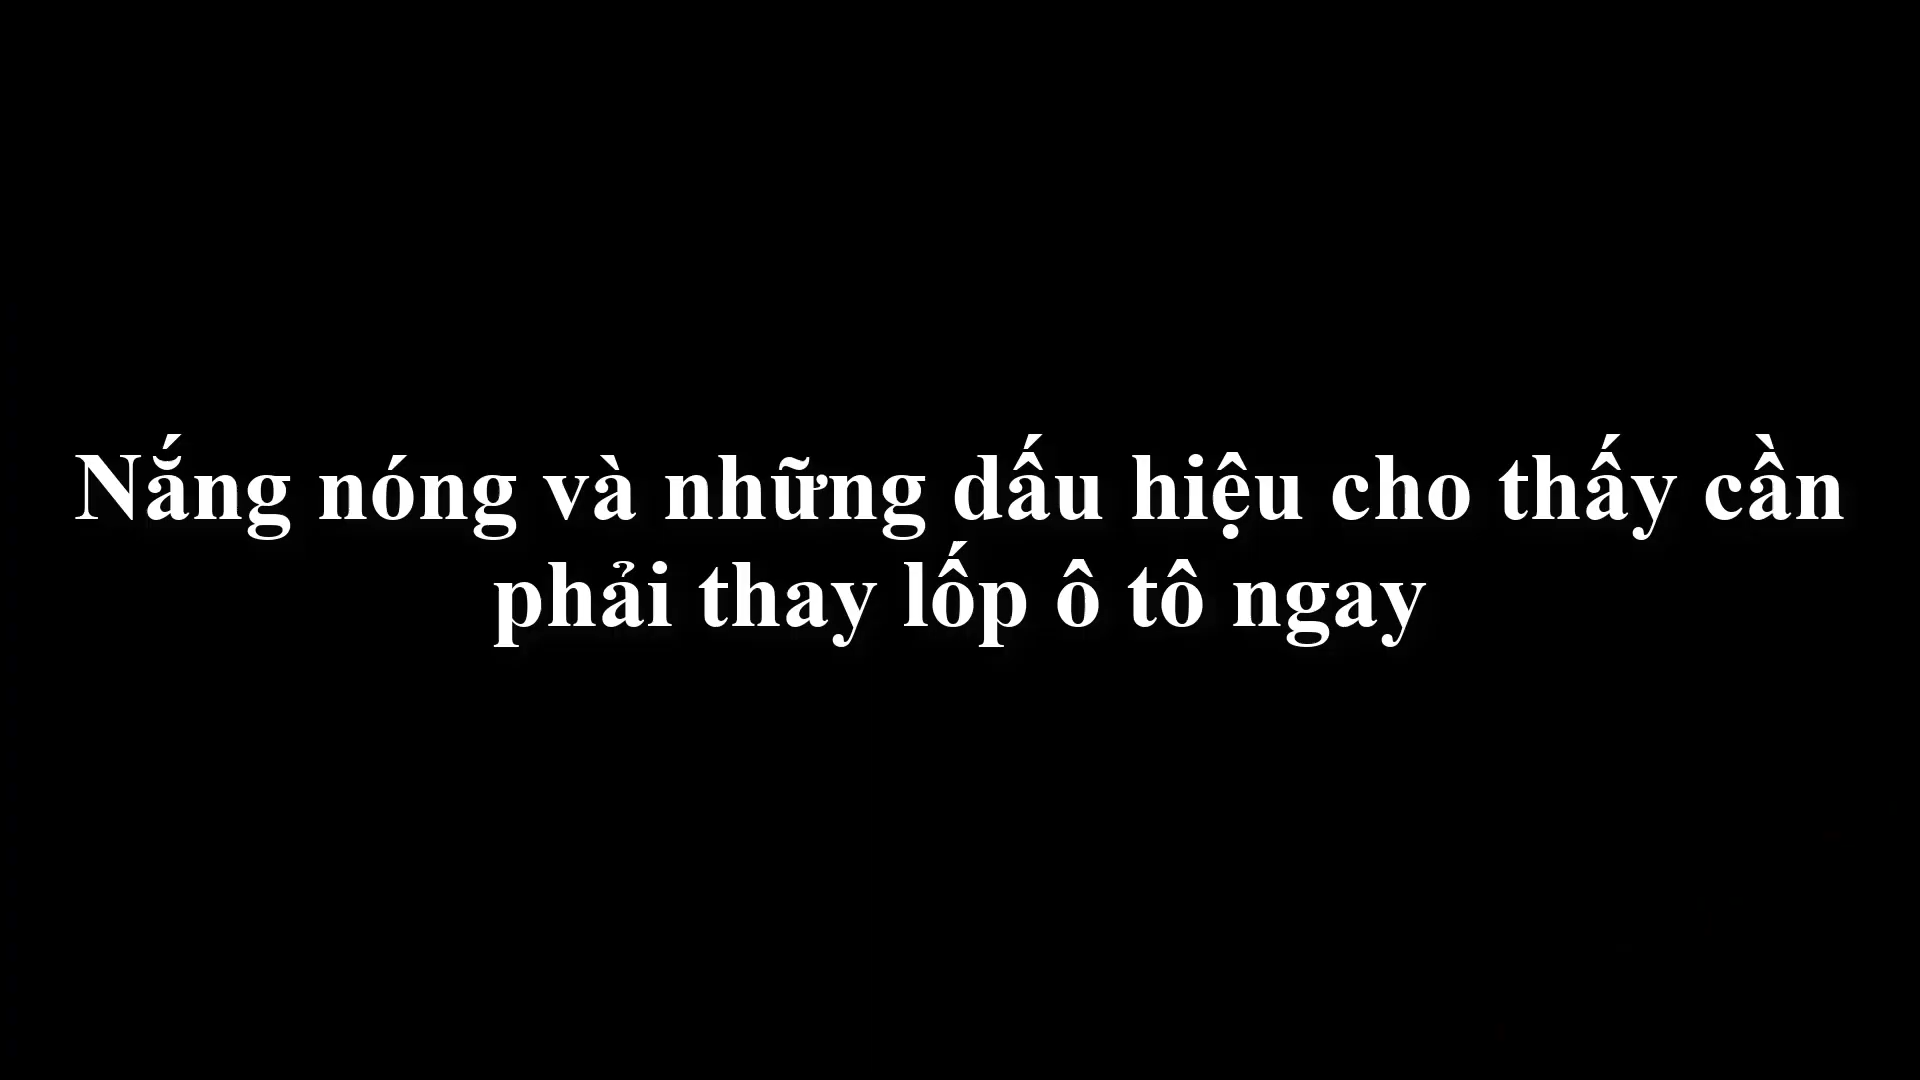 Nắng nóng và những dấu hiệu cho thấy cần
phải thay lốp ô tô ngay